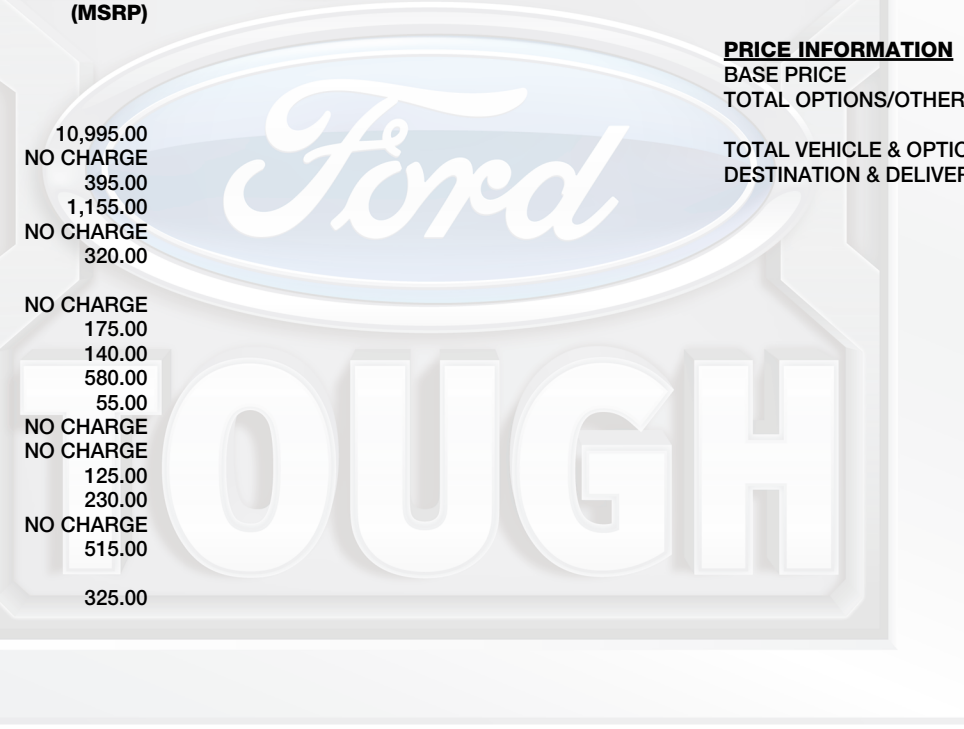 (MSRP)
10,995.00
NO CHARGE
395.00
1,155.00
NO CHARGE
320.00
NO CHARGE
175.00
140.00
580.00
55.00
NO CHARGE
NO CHARGE
125.00
230.00
NO CHARGE
515.00
325.00
PRICE INFORMATION
BASE PRICE
TOTAL OPTIONS/OTHER
TOTAL VEHICLE & OPTIO
DESTINATION & DELIVER
Ford
TOUGH